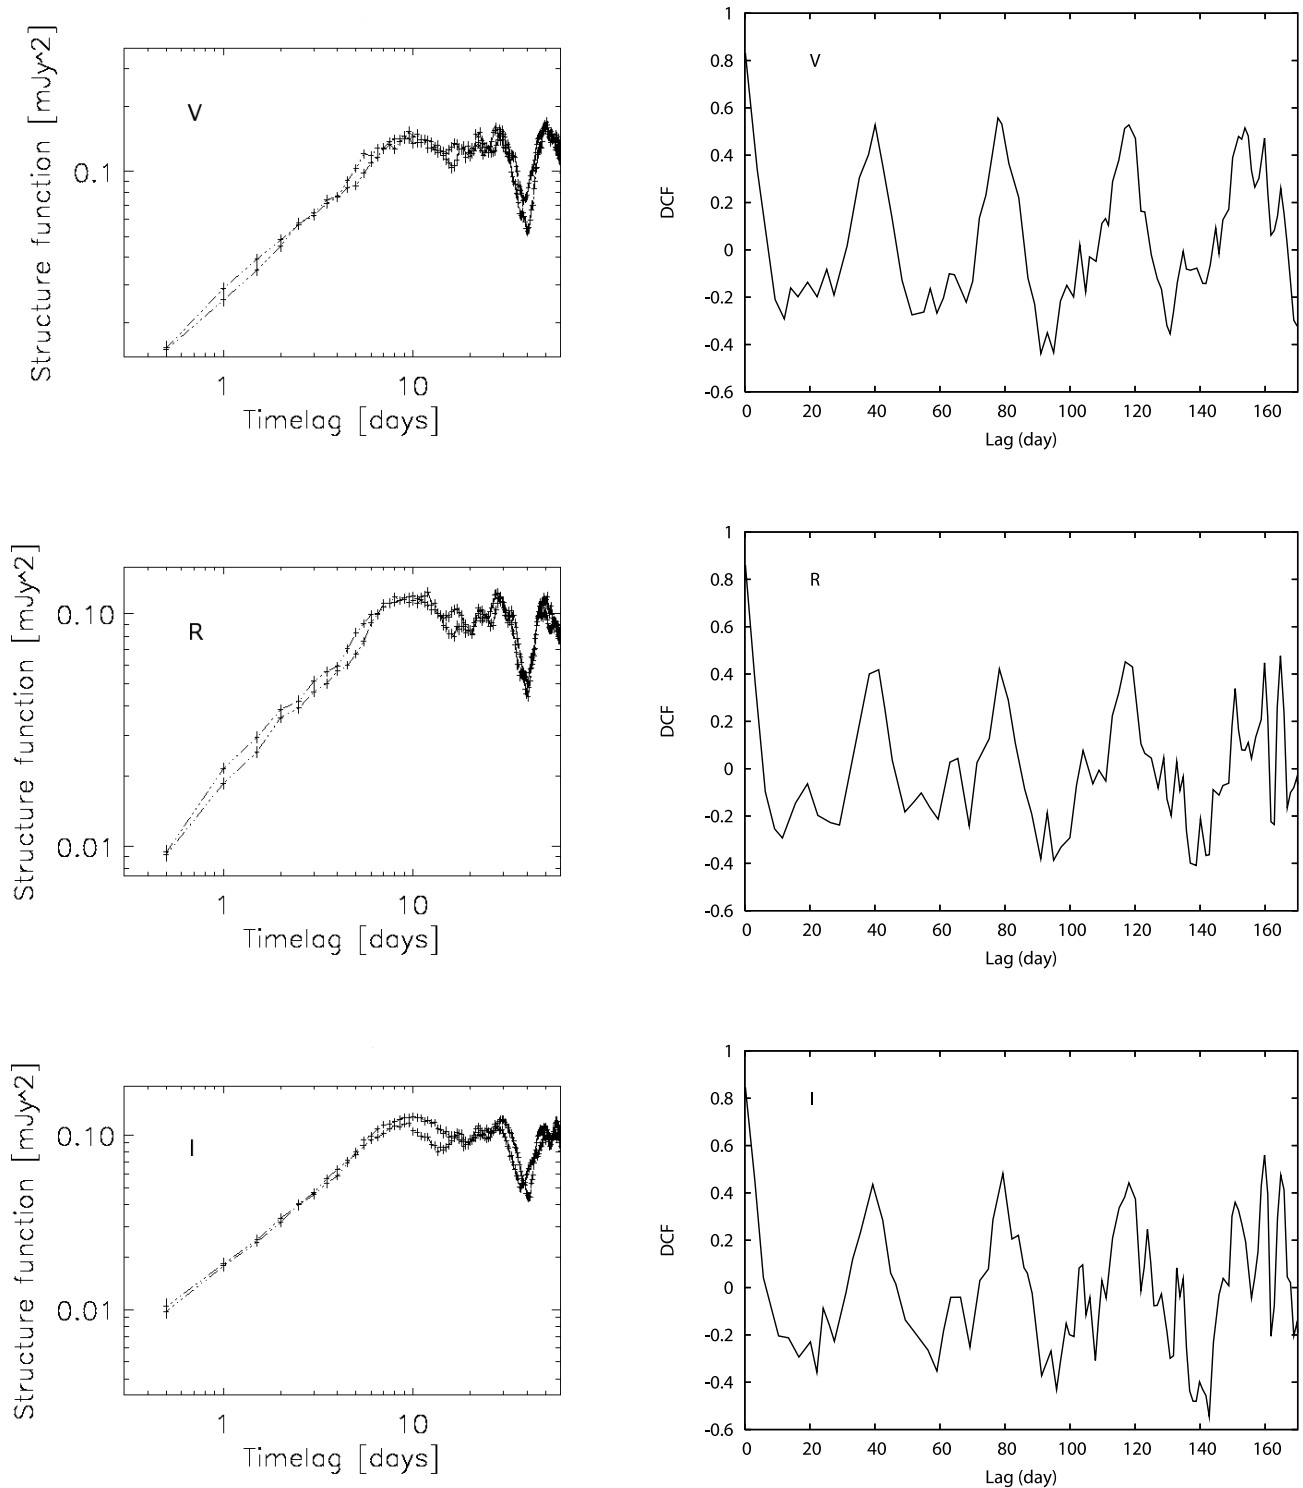 Structure function [mJy^2]
V
0.1
1 10
Timelag [days]
1
0.8
0.6
0.4
0.2
0
-0.2
-0.4
-0.6
DCF
V
0 20 40 60 80 100 120 140 160
Lag (day)
Structure function [mJy^2]
R
0.10
0.01
1 10
Timelag [days]
1
0.8
0.6
0.4
0.2
0
-0.2
-0.4
-0.6
DCF
R
0 20 40 60 80 100 120 140 160
Lag (day)
Structure function [mJy^2]
I
0.10
0.01
1 10
Timelag [days]
1
0.8
0.6
0.4
0.2
0
-0.2
-0.4
-0.6
DCF
I
0 20 40 60 80 100 120 140 160
Lag (day)